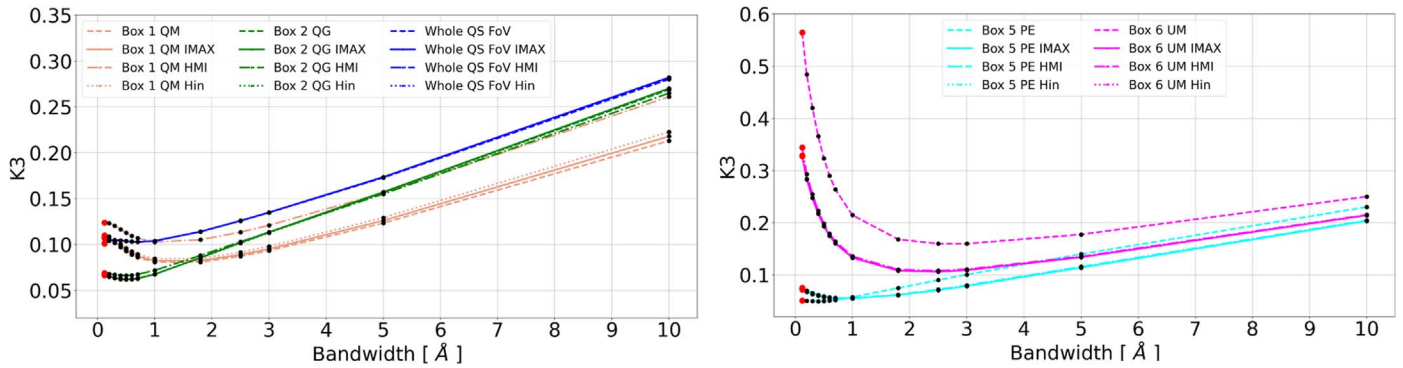 0.35
0.30
0.25
0.20
0.15
0.10
0.05
K3
Box 1 QM
Box 1 QM IMAX
Box 1 QM HMI
Box 1 QM Hin
Box 2 QG
Box 2 QG IMAX
Box 2 QG HMI
Box 2 QG Hin
Whole QS FoV
Whole QS FoV IMAX
Whole QS FoV HMI
Whole QS FoV Hin
0 1 2 3 4 5 6 7 8 9 10
Bandwidth [ Å ]
0.6
0.5
0.4
0.3
0.2
0.1
K3
Box 5 PE
Box 5 PE IMAX
Box 5 PE HMI
Box 5 PE Hin
Box 6 UM
Box 6 UM IMAX
Box 6 UM HMI
Box 6 UM Hin
0 1 2 3 4 5 6 7 8 9 10
Bandwidth [ Å ]